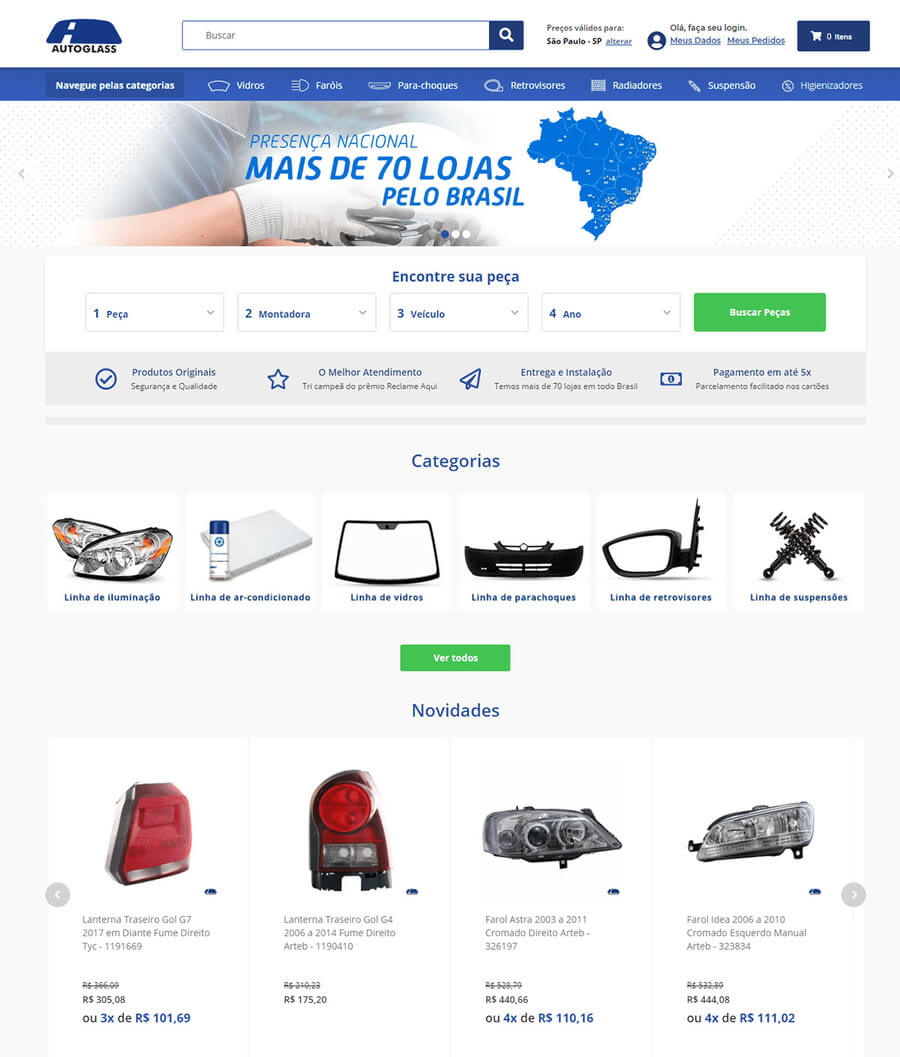 AUTOGLASS
Buscar
Preços válidos para:
São Paulo - SP alterar
Olá, faça seu login.
Meus Dados Meus Pedidos
0 Itens
Navegue pelas categorias
Vidros
Faróis
Para-choques
Retrovisores
Radiadores
Suspensão
Higienizadores
PRESENÇA NACIONAL
MAIS DE 70 LOJAS
PELO BRASIL
Encontre sua peça
1 Peça
2 Montadora
3 Veículo
4 Ano
Buscar Peças
Produtos Originais
Segurança e Qualidade
O Melhor Atendimento
Tri campeã do prêmio Reclame Aqui
Entrega e Instalação
Temos mais de 70 lojas em todo Brasil
Pagamento em até 5x
Parcelamento facilitado nos cartões
Categorias
Linha de iluminação
Linha de ar-condicionado
Linha de vidros
Linha de parachoques
Linha de retrovisores
Linha de suspensões
Ver todos
Novidades
Lanterna Traseiro Gol G7
2017 em Diante Fume Direito
Tyc - 1191669
R$ 366,09
R$ 305,08
ou 3x de R$ 101,69
Lanterna Traseiro Gol G4
2006 a 2014 Fume Direito
Arteb - 1190410
R$ 210,23
R$ 175,20
Farol Astra 2003 a 2011
Cromado Direito Arteb -
326197
R$ 528,79
R$ 440,66
ou 4x de R$ 110,16
Farol Idea 2006 a 2010
Cromado Esquerdo Manual
Arteb - 323834
R$ 532,89
R$ 444,08
ou 4x de R$ 111,02